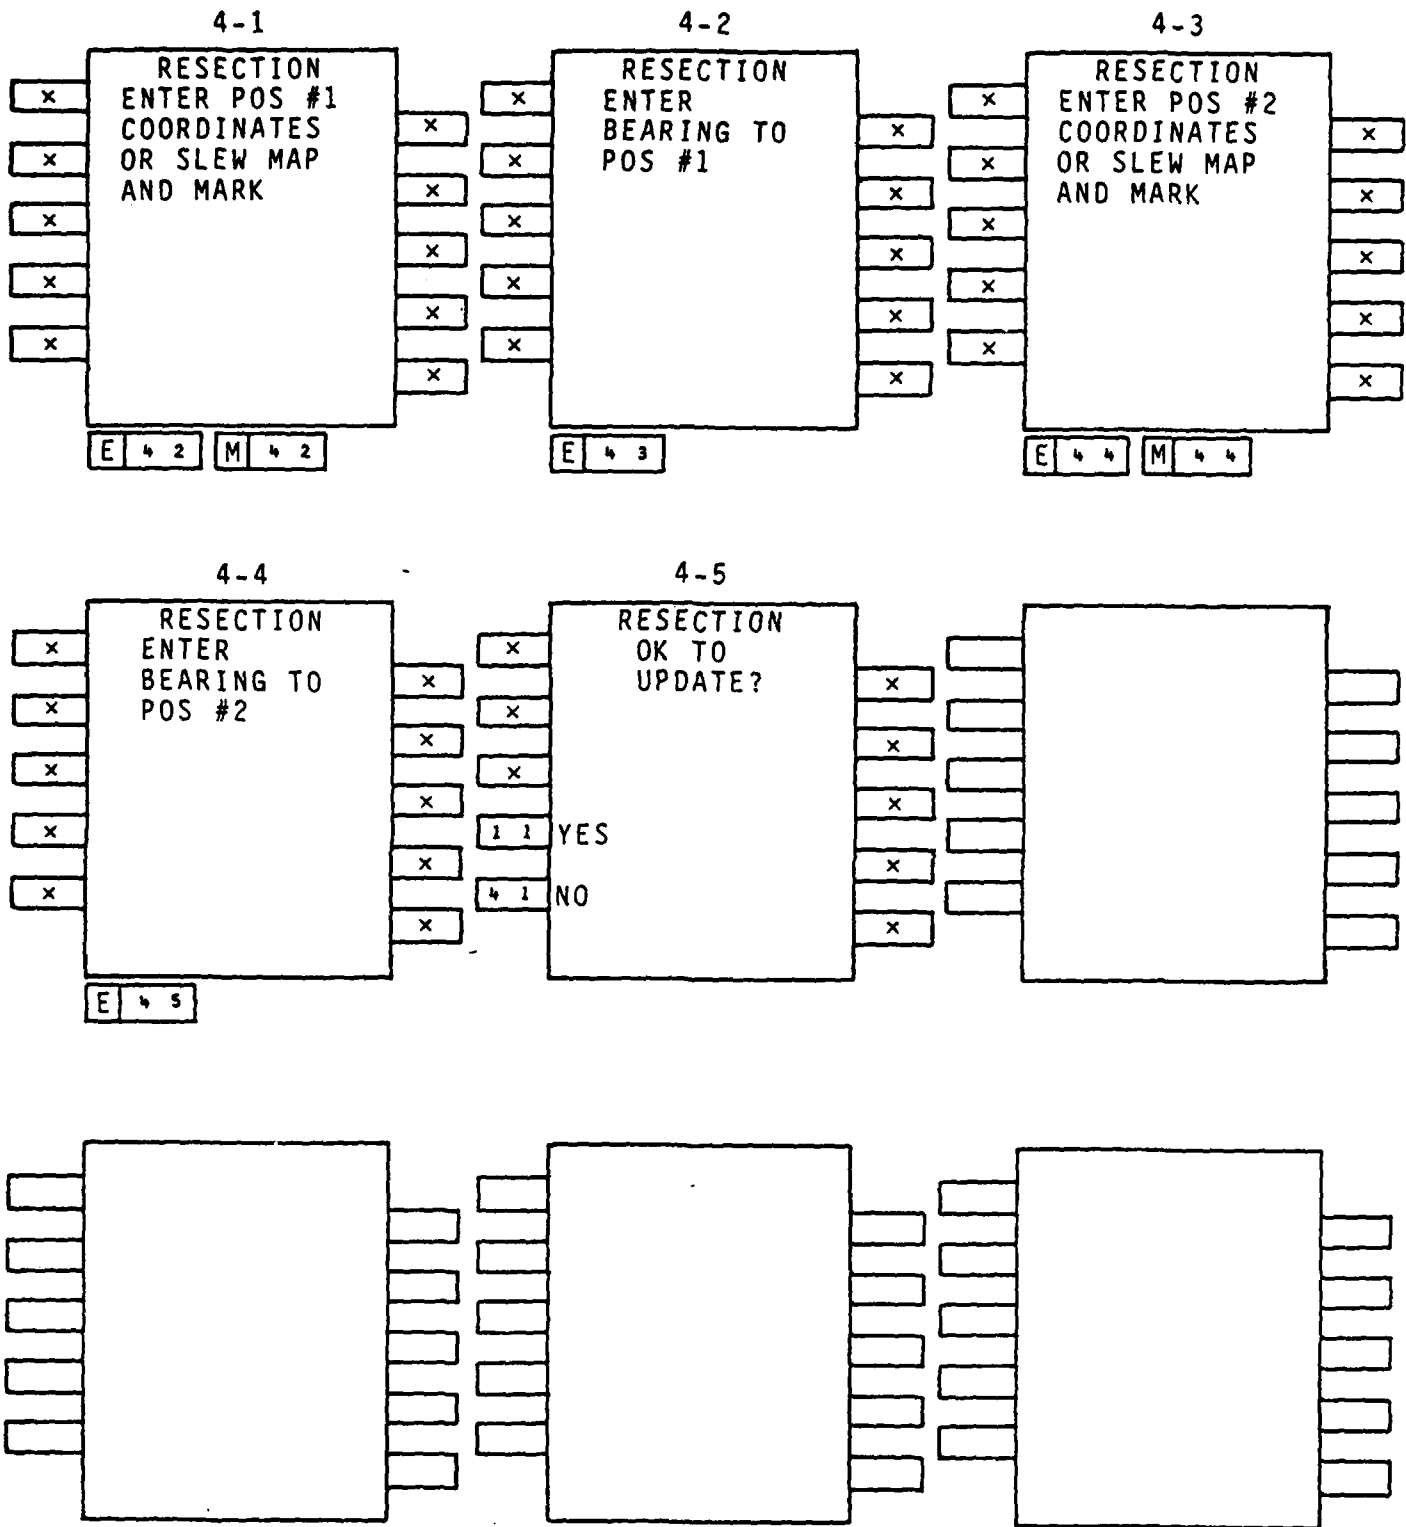 4-1
RESECTION
ENTER POS #1
COORDINATES
OR SLEW MAP
AND MARK
× × × × ×
× × × × ×
E 4 2 M 4 2
4-2
RESECTION
ENTER
BEARING TO
POS #1
× × × × ×
× × × × ×
E 4 3
4-3
RESECTION
ENTER POS #2
COORDINATES
OR SLEW MAP
AND MARK
× × × × ×
× × × × ×
E 4 4 M 4 4
4-4
RESECTION
ENTER
BEARING TO
POS #2
× × × × ×
× × × × ×
E 4 5
4-5
RESECTION
OK TO
UPDATE?
× × ×
1 1 YES
4 1 NO
× × × × ×